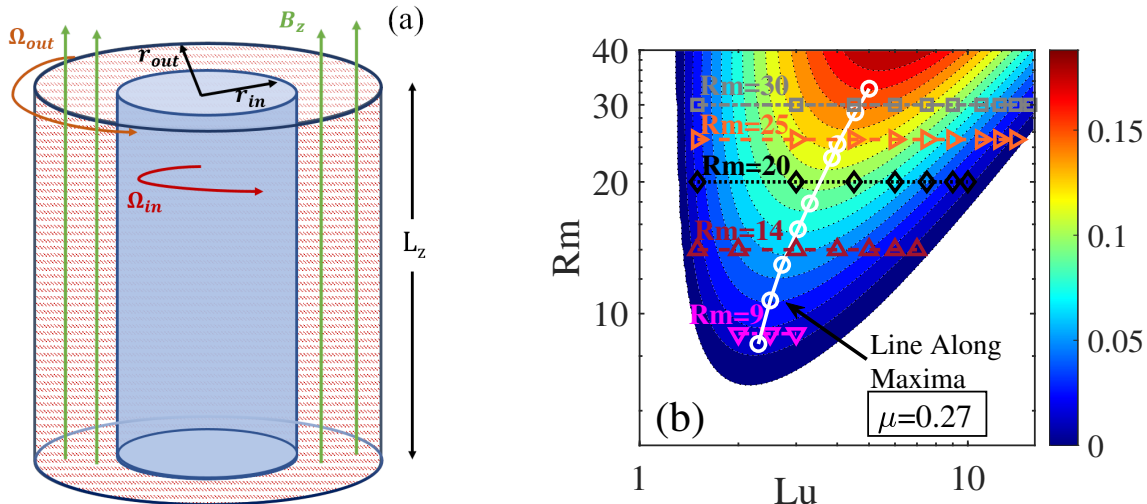 (a)
Ω_out
B_z
r_out
r_in
Ω_in
L_z
40
30
20
10
Rm
Rm=30
Rm=25
Rm=20
Rm=14
Rm=9
Line Along
Maxima
(b)
μ=0.27
1
10
Lu
0.15
0.1
0.05
0